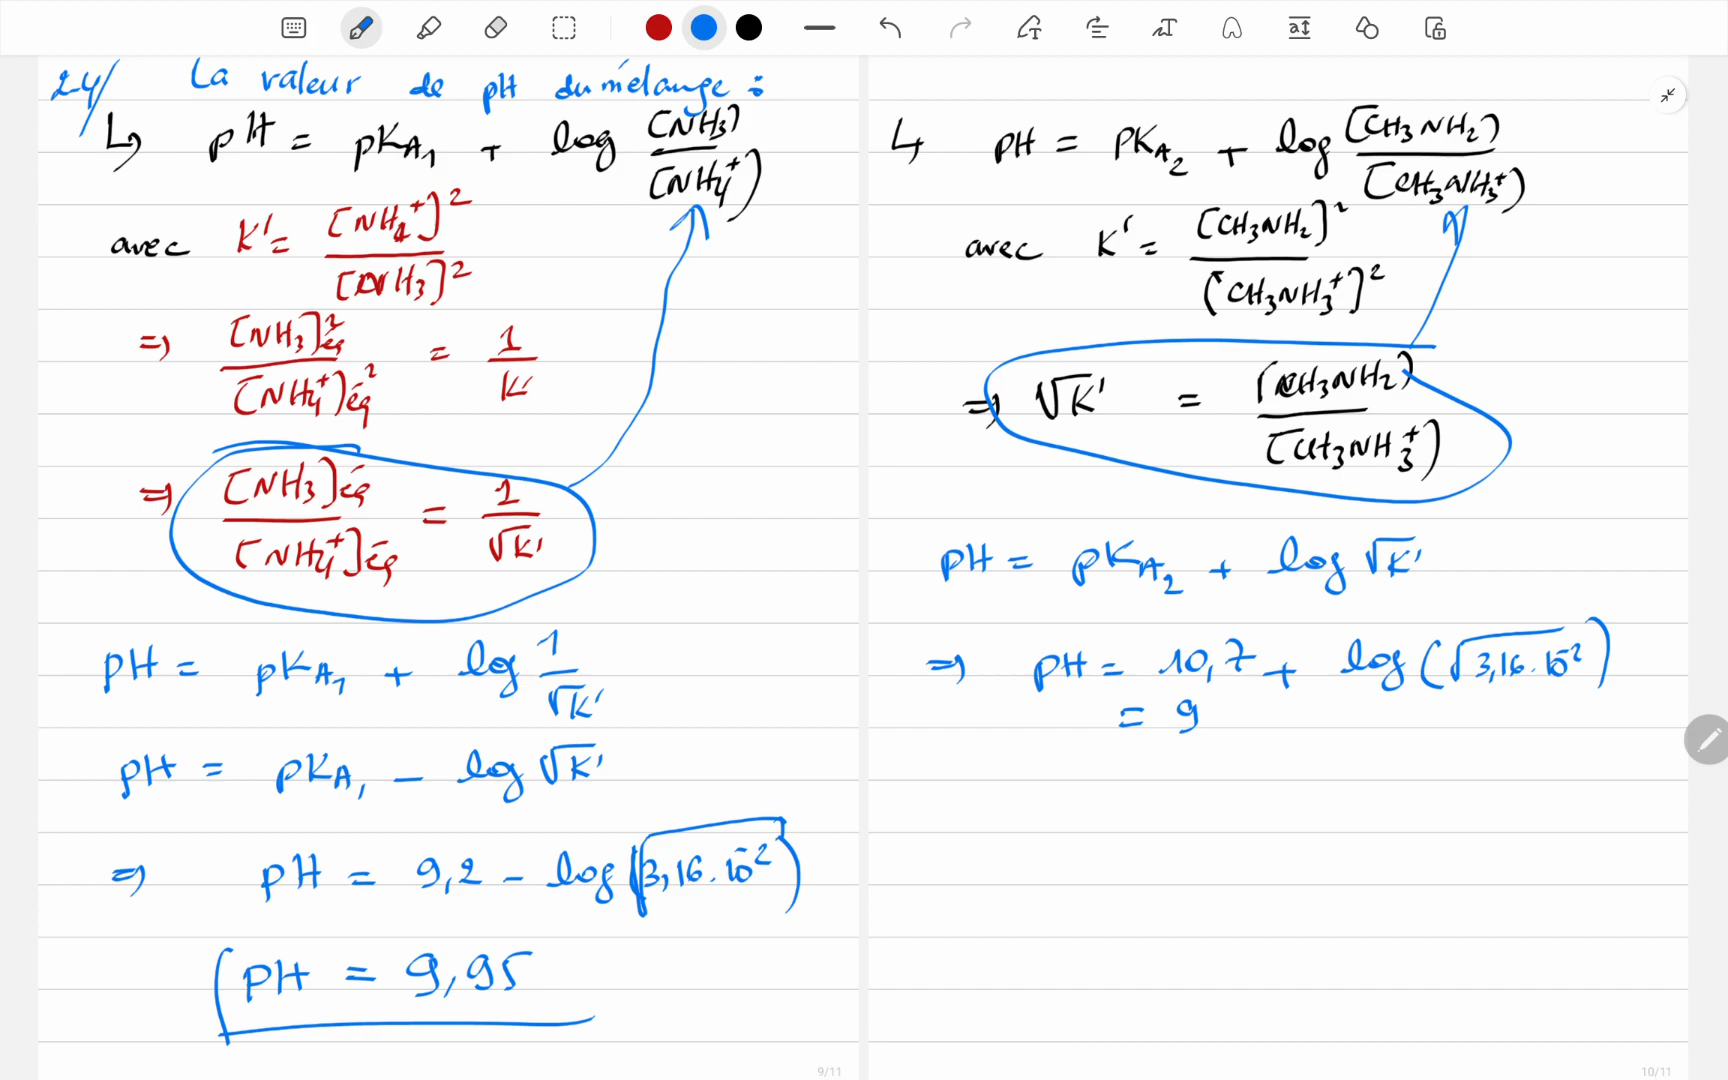 24/ La valeur de pH du mélange :
↳ pH = pKA1 + log [NH3] / [NH4+]
avec K' = [NH4+]² / [NH3]²
=> [NH3]²éq / [NH4+]²éq = 1 / K'
=> [NH3]éq / [NH4+]éq = 1 / √K'
pH = pKA1 + log 1 / √K'
pH = pKA1 - log √K'
=> pH = 9,2 - log(√3,16.10-2)
pH = 9,95
9/11
↳ pH = PKA2 + log [CH3NH2] / [CH3NH3+]
avec K' = [CH3NH2]² / [CH3NH3+]²
=> √K' = [CH3NH2] / [CH3NH3+]
pH = pKA2 + log √K'
=> pH = 10,7 + log(√3,16.10-2)
= 9
10/11